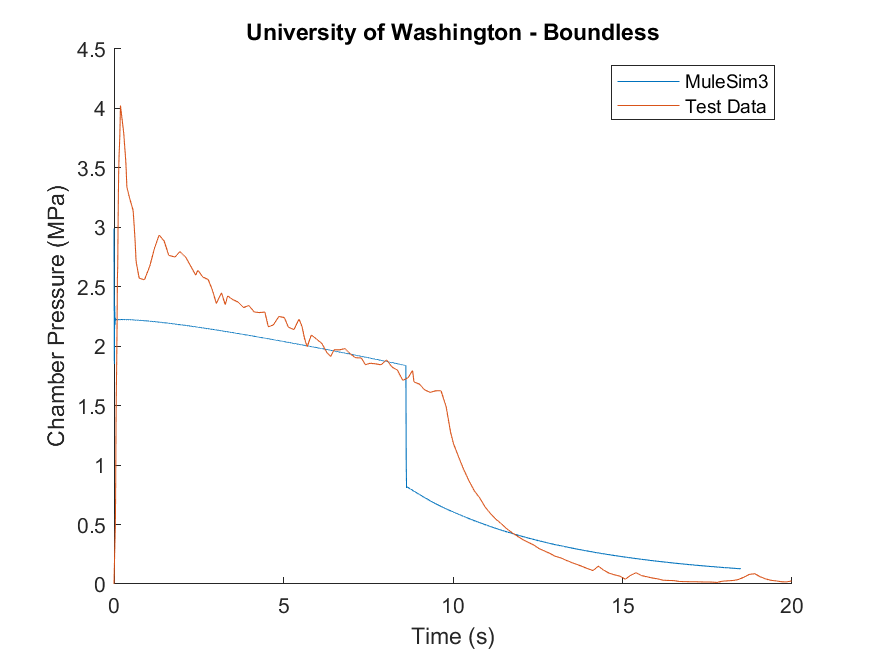 University of Washington - Boundless
MuleSim3
Test Data
4.5
4
3.5
3
2.5
2
1.5
1
0.5
0
Chamber Pressure (MPa)
0 5 10 15 20
Time (s)